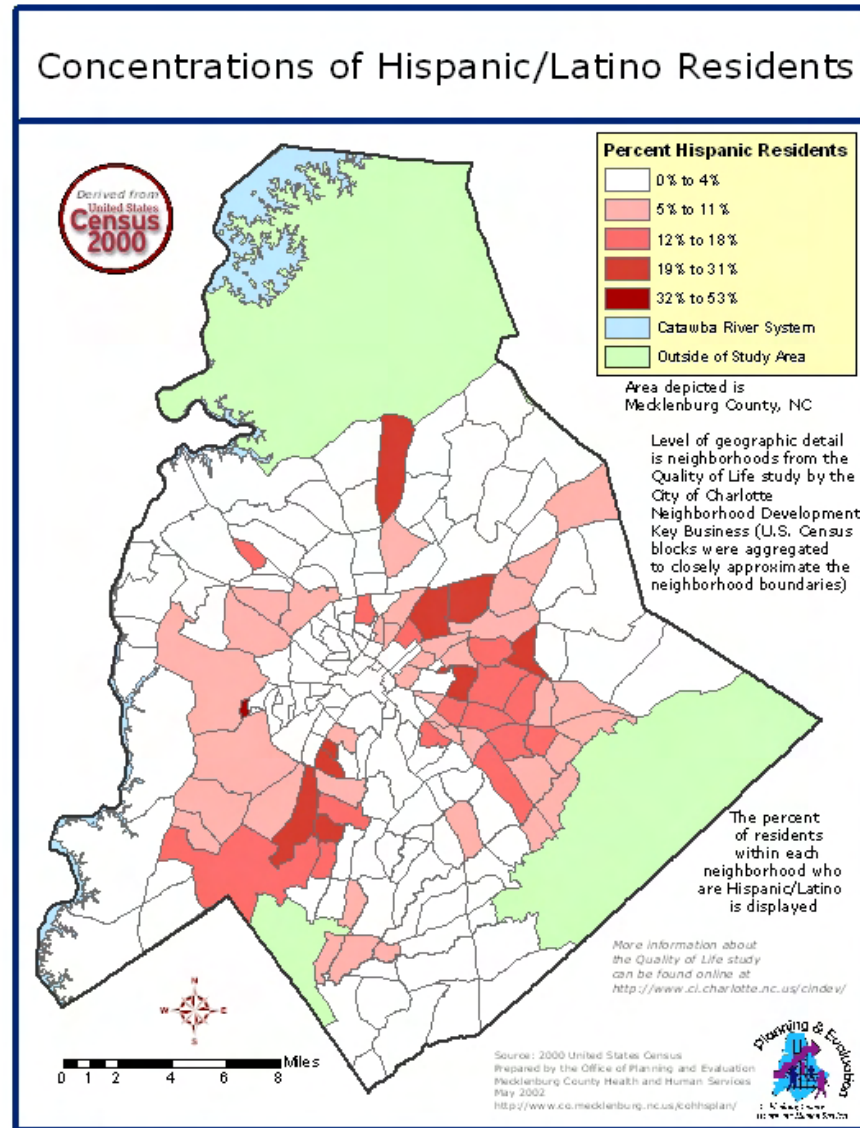 Concentrations of Hispanic/Latino Residents
Derived from
United States
Census
2000
Percent Hispanic Residents
0% to 4%
5% to 11%
12% to 18%
19% to 31%
32% to 53%
Catawba River System
Outside of Study Area
Area depicted is
Mecklenburg County, NC
Level of geographic detail
is neighborhoods from the
Quality of Life study by the
City of Charlotte
Neighborhood Development
Key Business (U.S. Census
blocks were aggregated
to closely approximate the
neighborhood boundaries)
The percent
of residents
within each
neighborhood who
are Hispanic/Latino
is displayed
More information about
the Quality of Life study
can be found online at
http://www.ci.charlotte.nc.us/cindev/
N
W E
S
Miles
0 1 2 4 6 8
Source: 2000 United States Census
Prepared by the Office of Planning and Evaluation
Mecklenburg County Health and Human Services
May 2002
http://www.co.mecklenburg.nc.us/cohhsplan/
Planning & Evaluation